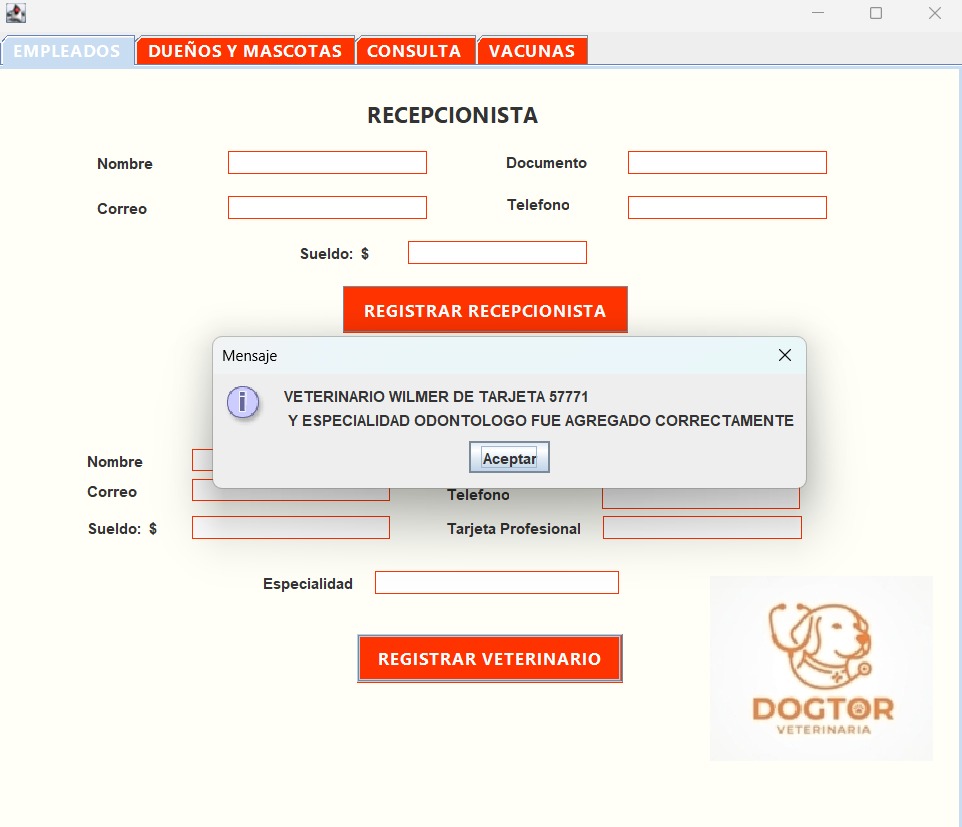 EMPLEADOS DUEÑOS Y MASCOTAS CONSULTA VACUNAS
RECEPCIONISTA
Nombre Documento
Correo Telefono
Sueldo: $
REGISTRAR RECEPCIONISTA
Mensaje
VETERINARIO WILMER DE TARJETA 57771
Y ESPECIALIDAD ODONTOLOGO FUE AGREGADO CORRECTAMENTE
Aceptar
Nombre
Correo Telefono
Sueldo: $ Tarjeta Profesional
Especialidad
REGISTRAR VETERINARIO
DOGTOR
VETERINARIA